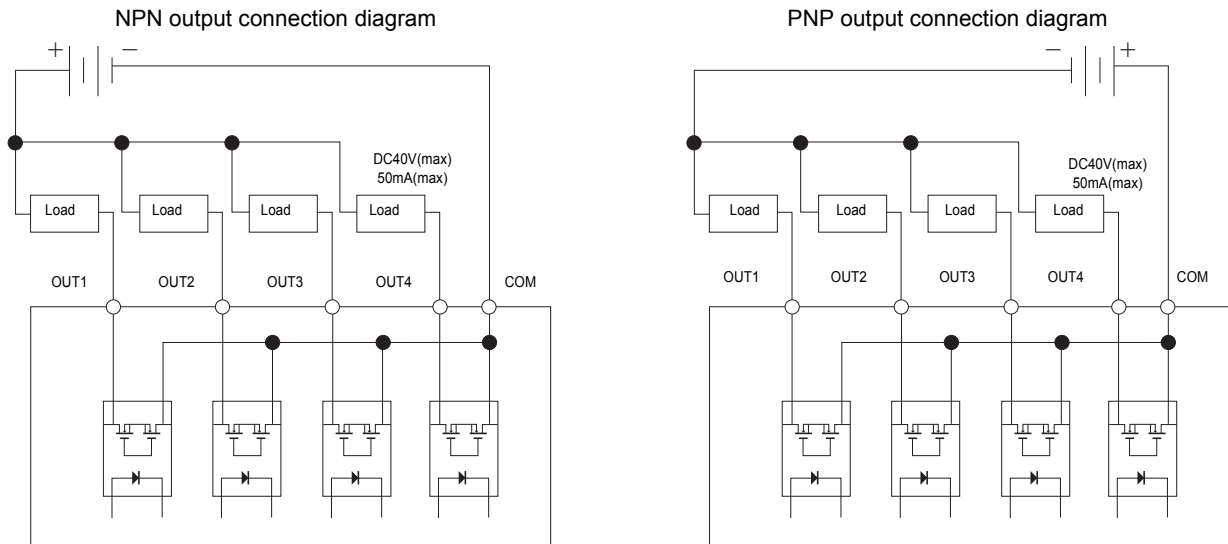 NPN output connection diagram
+ −
DC40V(max)
50mA(max)
Load Load Load Load
OUT1 OUT2 OUT3 OUT4 COM
PNP output connection diagram
− +
DC40V(max)
50mA(max)
Load Load Load Load
OUT1 OUT2 OUT3 OUT4 COM